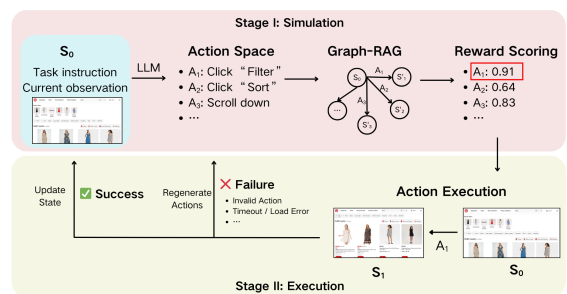 Stage I: Simulation
S0
Task instruction
Current observation
LLM
Action Space
• A1: Click “Filter”
• A2: Click “Sort”
• A3: Scroll down
• ...
Graph-RAG
S0
A1
S'1
A2
S'2
A3
S'3
...
Reward Scoring
• A1: 0.91
• A2: 0.64
• A3: 0.83
• ...
Update
State
✅ Success
Regenerate
Actions
❌ Failure
• Invalid Action
• Timeout / Load Error
• ...
Action Execution
S1
A1
S0
Stage II: Execution